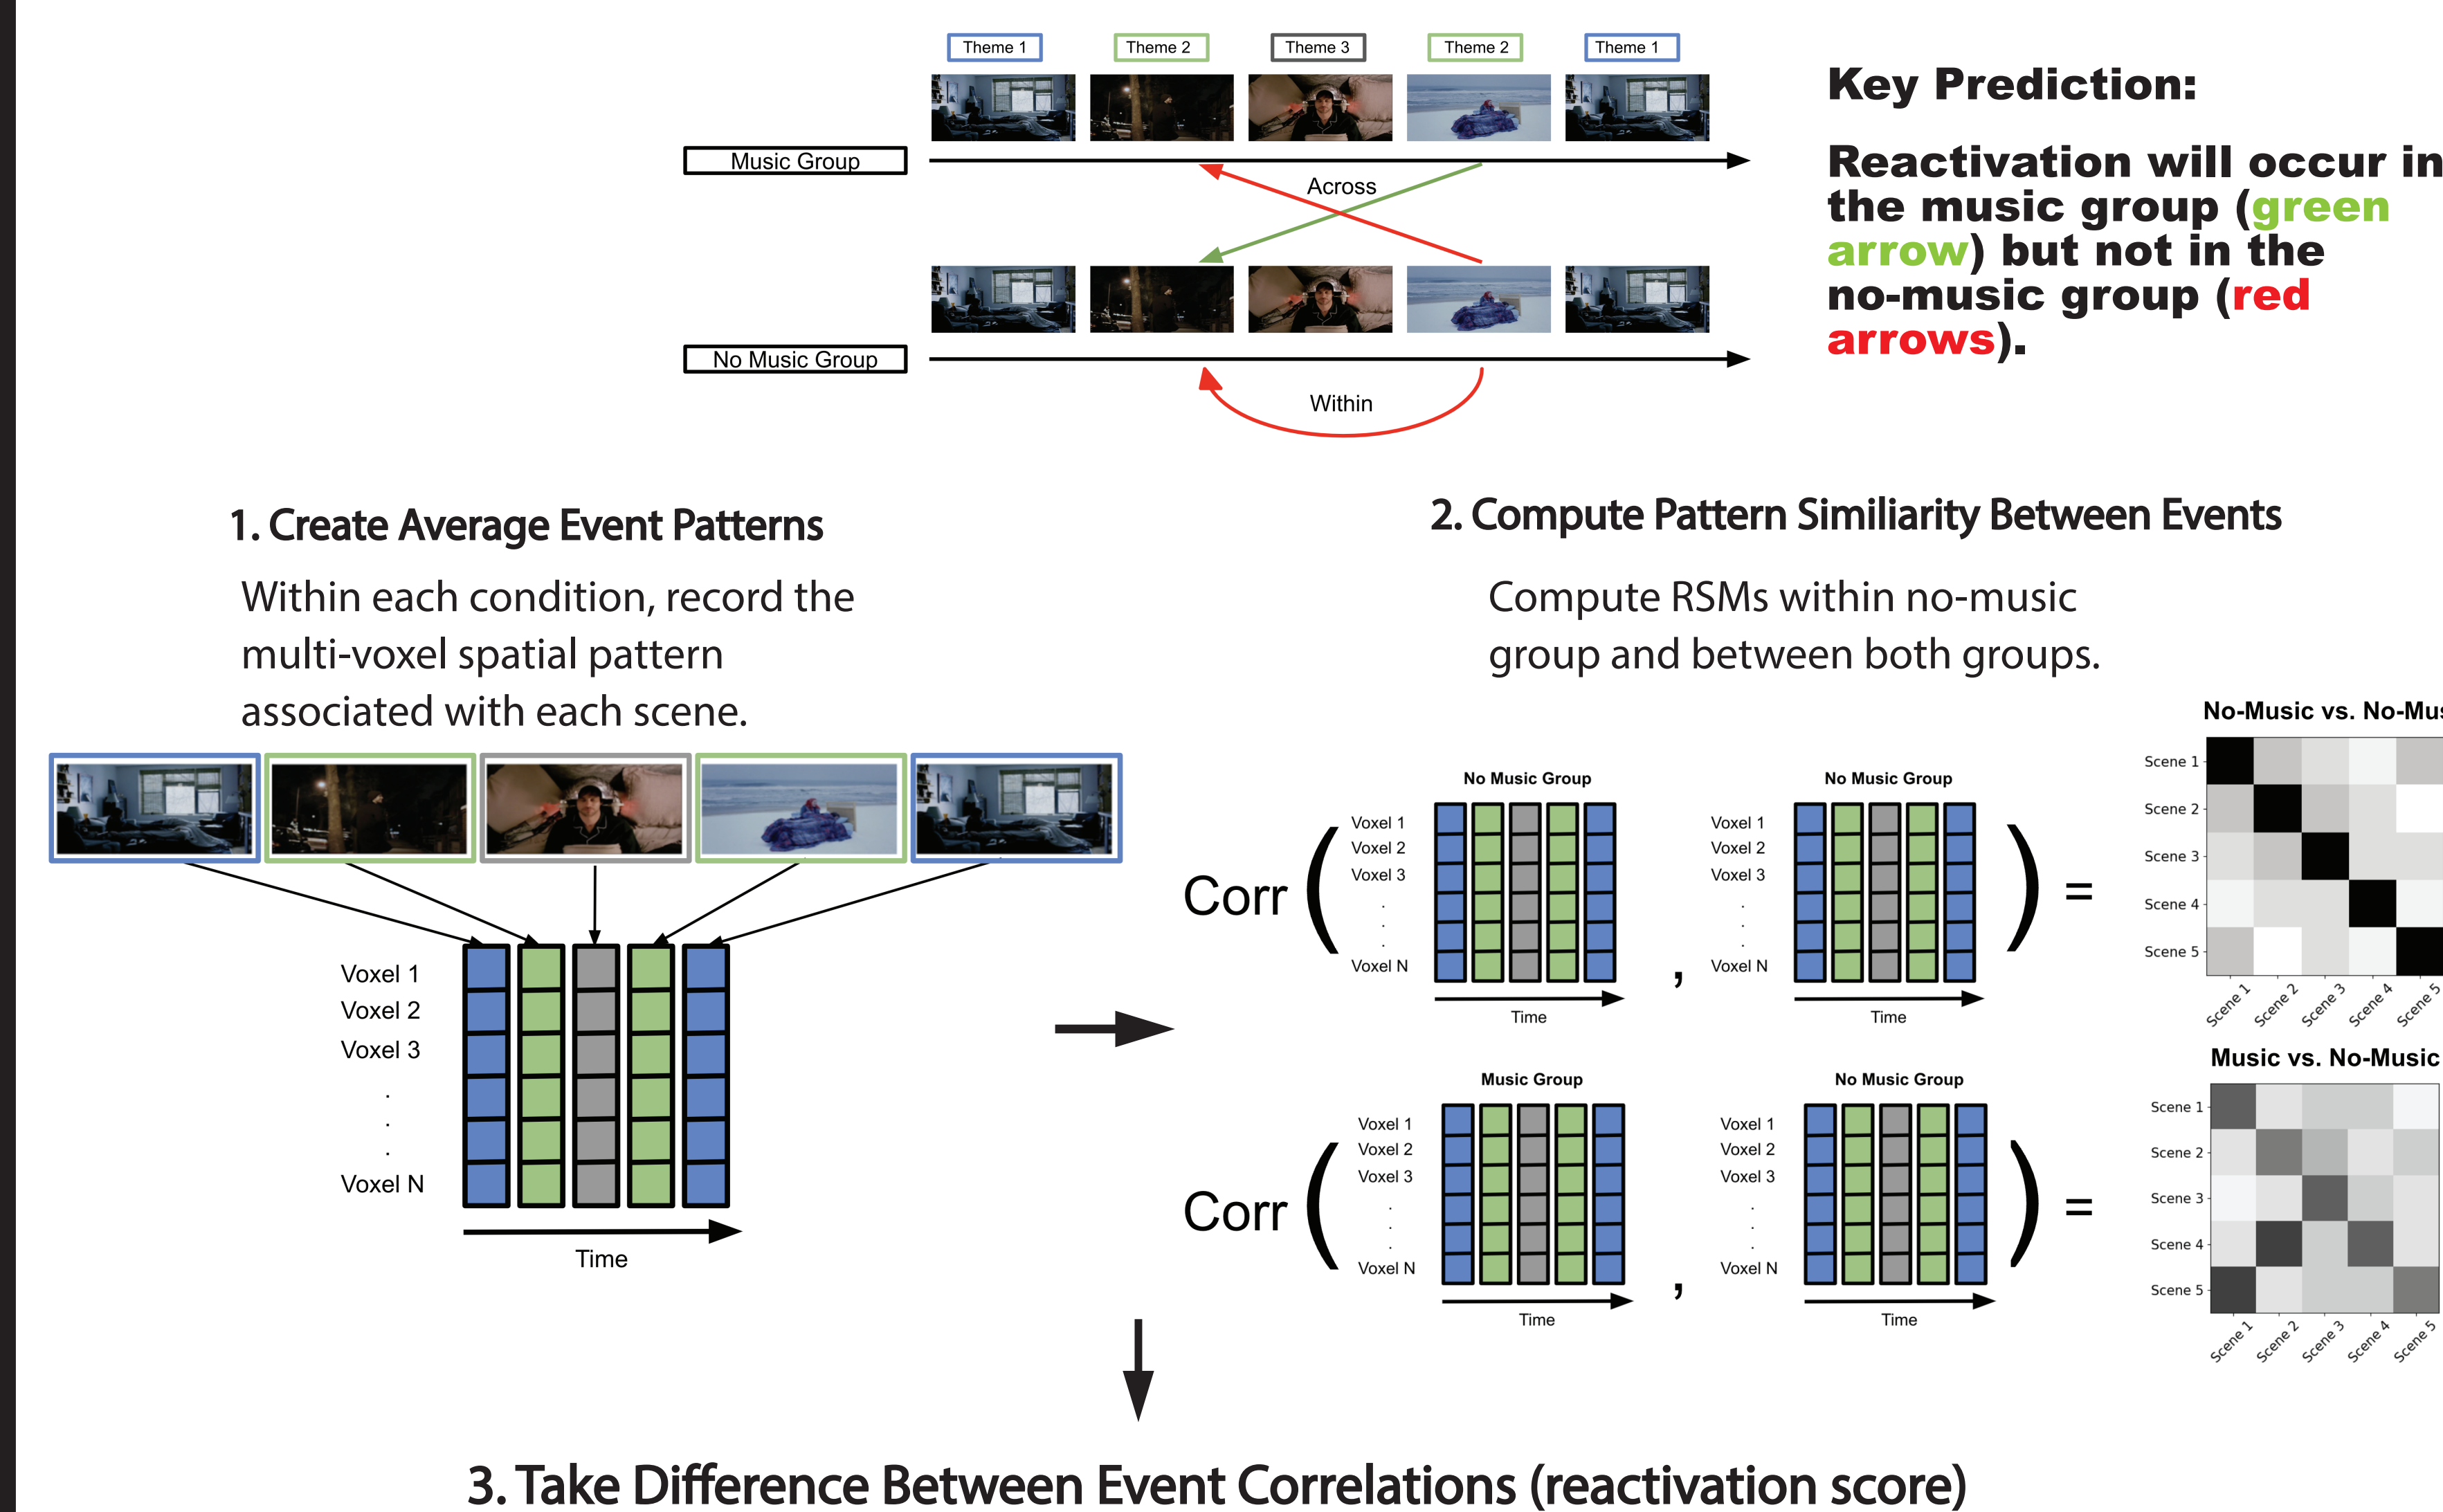 Theme 1
Theme 2
Theme 3
Theme 2
Theme 1
Music Group
Across
No Music Group
Within
Key Prediction:
Reactivation will occur in
the music group (green
arrow) but not in the
no-music group (red
arrows).
1. Create Average Event Patterns
Within each condition, record the
multi-voxel spatial pattern
associated with each scene.
Voxel 1
Voxel 2
Voxel 3
.
.
.
Voxel N
Time
2. Compute Pattern Similiarity Between Events
Compute RSMs within no-music
group and between both groups.
Corr (
No Music Group
Voxel 1
Voxel 2
Voxel 3
.
.
.
Voxel N
Time
,
No Music Group
Voxel 1
Voxel 2
Voxel 3
.
.
.
Voxel N
Time
) =
No-Music vs. No-Mus
Scene 1
Scene 2
Scene 3
Scene 4
Scene 5
Scene 1
Scene 2
Scene 3
Scene 4
Scene 5
Corr (
Music Group
Voxel 1
Voxel 2
Voxel 3
.
.
.
Voxel N
Time
,
No Music Group
Voxel 1
Voxel 2
Voxel 3
.
.
.
Voxel N
Time
) =
Music vs. No-Music
Scene 1
Scene 2
Scene 3
Scene 4
Scene 5
Scene 1
Scene 2
Scene 3
Scene 4
Scene 5
3. Take Difference Between Event Correlations (reactivation score)